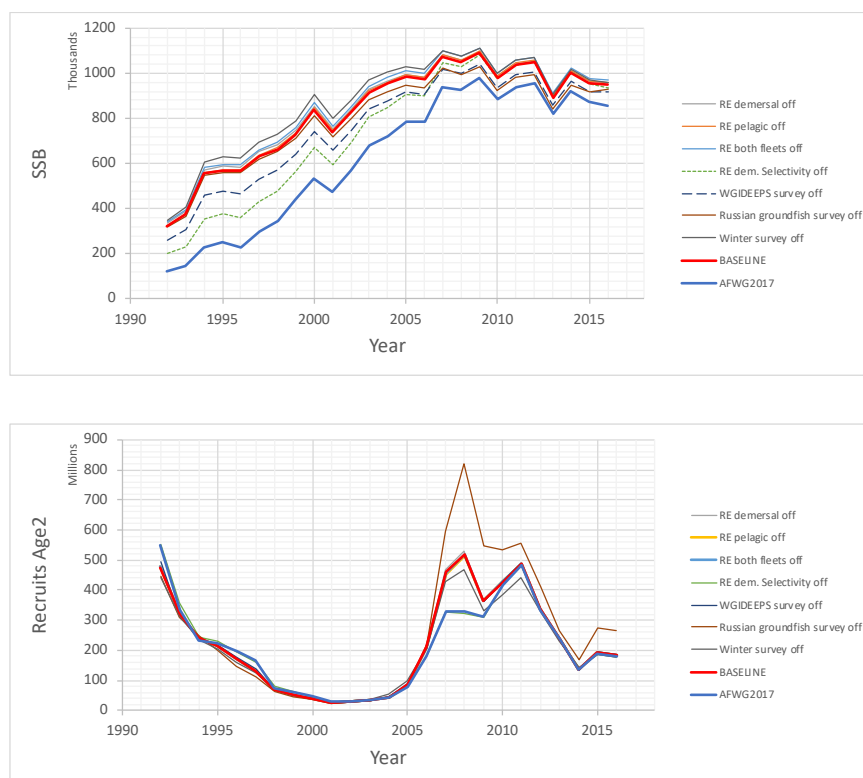 1200
Thousands
1000
800
600
400
200
0
SSB
1990
1995
2000
2005
2010
2015
Year
RE demersal off
RE pelagic off
RE both fleets off
RE dem. Selectivity off
WGIDEEPS survey off
Russian groundfish survey off
Winter survey off
BASELINE
AFWG2017
900
Millions
800
700
600
500
400
300
200
100
0
Recruits Age2
1990
1995
2000
2005
2010
2015
Year
RE demersal off
RE pelagic off
RE both fleets off
RE dem. Selectivity off
WGIDEEPS survey off
Russian groundfish survey off
Winter survey off
BASELINE
AFWG2017